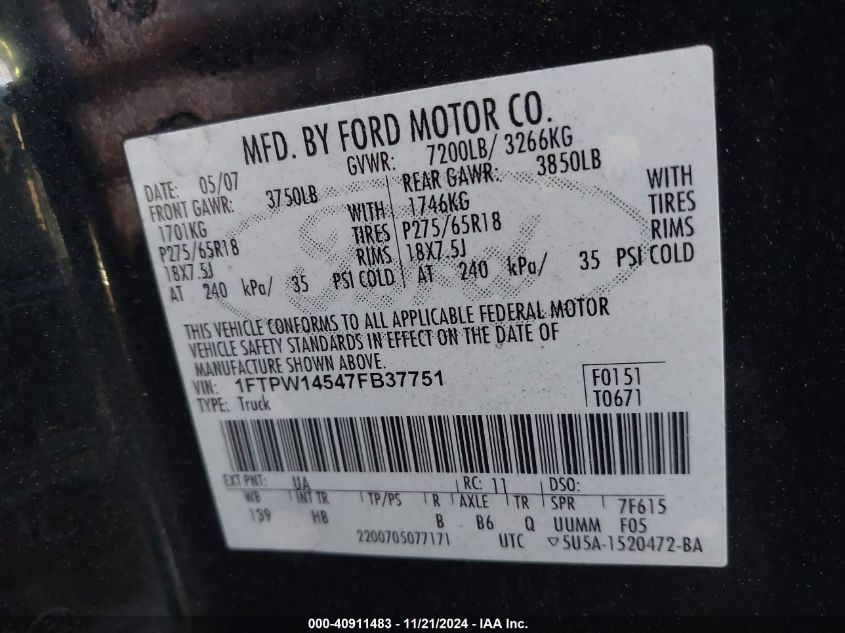 MFD. BY FORD MOTOR CO.
DATE: 05/07 GVWR: 7200LB/ 3266KG
FRONT GAWR: 3750LB REAR GAWR: 3850LB
1701KG WITH 1746KG WITH
P275/65R18 TIRES P275/65R18 TIRES
18X7.5J RIMS 18X7.5J RIMS
AT 240 kPa/ 35 PSI COLD AT 240 kPa/ 35 PSI COLD
THIS VEHICLE CONFORMS TO ALL APPLICABLE FEDERAL MOTOR
VEHICLE SAFETY STANDARDS IN EFFECT ON THE DATE OF
MANUFACTURE SHOWN ABOVE.
VIN: 1FTPW14547FB37751 F0151
TYPE: Truck T0671
EXT PNT: UA RC: 11 DSO:
WB INT TR TP/PS R AXLE TR SPR 7F615
139 HB B B6 Q UUMM F05
2200705077171 UTC ▽5U5A-1520472-BA
000-40911483 - 11/21/2024 - IAA Inc.